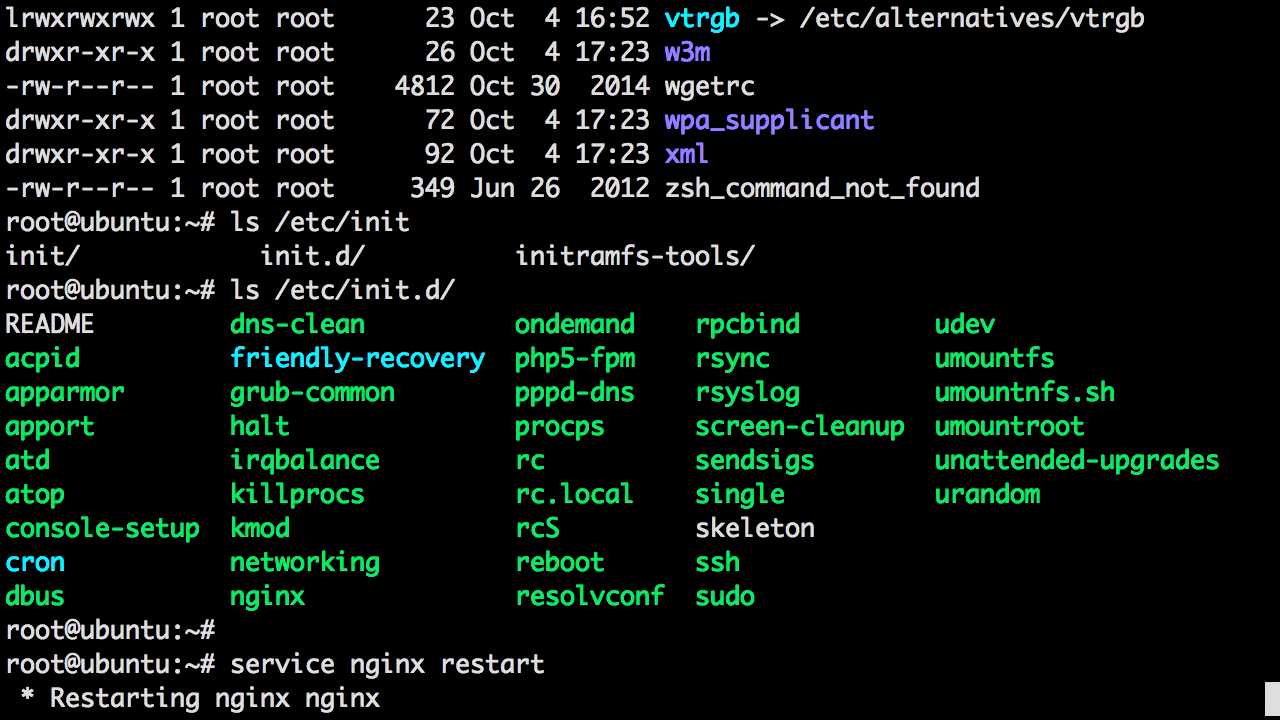 lrwxrwxrwx 1 root root      23 Oct  4 16:52 vtrgb -> /etc/alternatives/vtrgb
drwxr-xr-x 1 root root      26 Oct  4 17:23 w3m
-rw-r--r-- 1 root root    4812 Oct 30  2014 wgetrc
drwxr-xr-x 1 root root      72 Oct  4 17:23 wpa_supplicant
drwxr-xr-x 1 root root      92 Oct  4 17:23 xml
-rw-r--r-- 1 root root     349 Jun 26  2012 zsh_command_not_found
root@ubuntu:~# ls /etc/init
init/            init.d/          initramfs-tools/
root@ubuntu:~# ls /etc/init.d/
README         dns-clean          ondemand    rpcbind         udev
acpid          friendly-recovery  php5-fpm    rsync           umountfs
apparmor       grub-common        pppd-dns    rsyslog         umountnfs.sh
apport         halt               procps      screen-cleanup  umountroot
atd            irqbalance         rc          sendsigs        unattended-upgrades
atop           killprocs          rc.local    single          urandom
console-setup  kmod               rcS         skeleton
cron           networking         reboot      ssh
dbus           nginx              resolvconf  sudo
root@ubuntu:~#
root@ubuntu:~# service nginx restart
 * Restarting nginx nginx